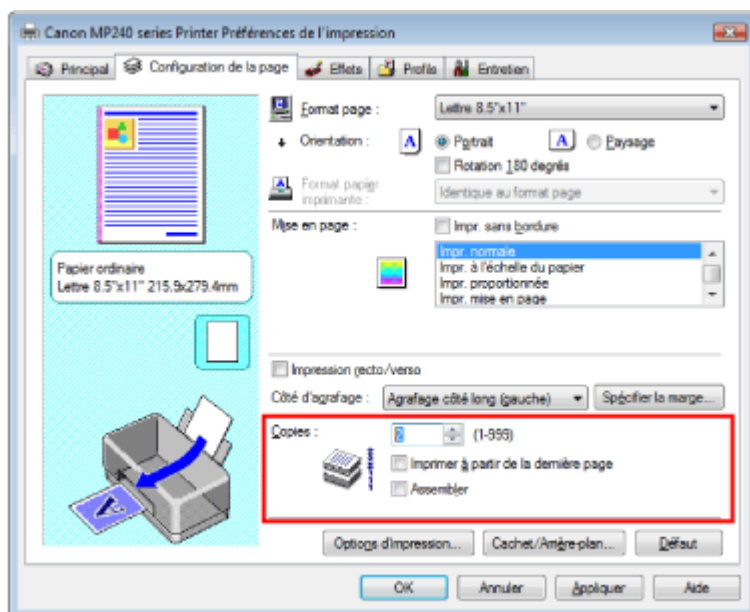 Canon MP240 series Printer Préférences de l'impression
Principal Configuration de la page Effets Profils Entretien
Format page : Lettre 8.5"x11"
Orientation : A Portrait A Paysage
Rotation 180 degrés
Format papier imprimante : Identique au format page
Mise en page : Impr. sans bordure
Impr. normale
Impr. à l'échelle du papier
Impr. proportionnée
Impr. mise en page
Papier ordinaire
Lettre 8.5"x11" 215.9x279.4mm
Impression recto/verso
Côté d'agrafage : Agrafage côté long (gauche) Spécifier la marge...
Copies : 2 (1-999)
Imprimer à partir de la dernière page
Assembler
Options d'impression... Cachet/Arrière-plan... Défaut
OK Annuler Appliquer Aide